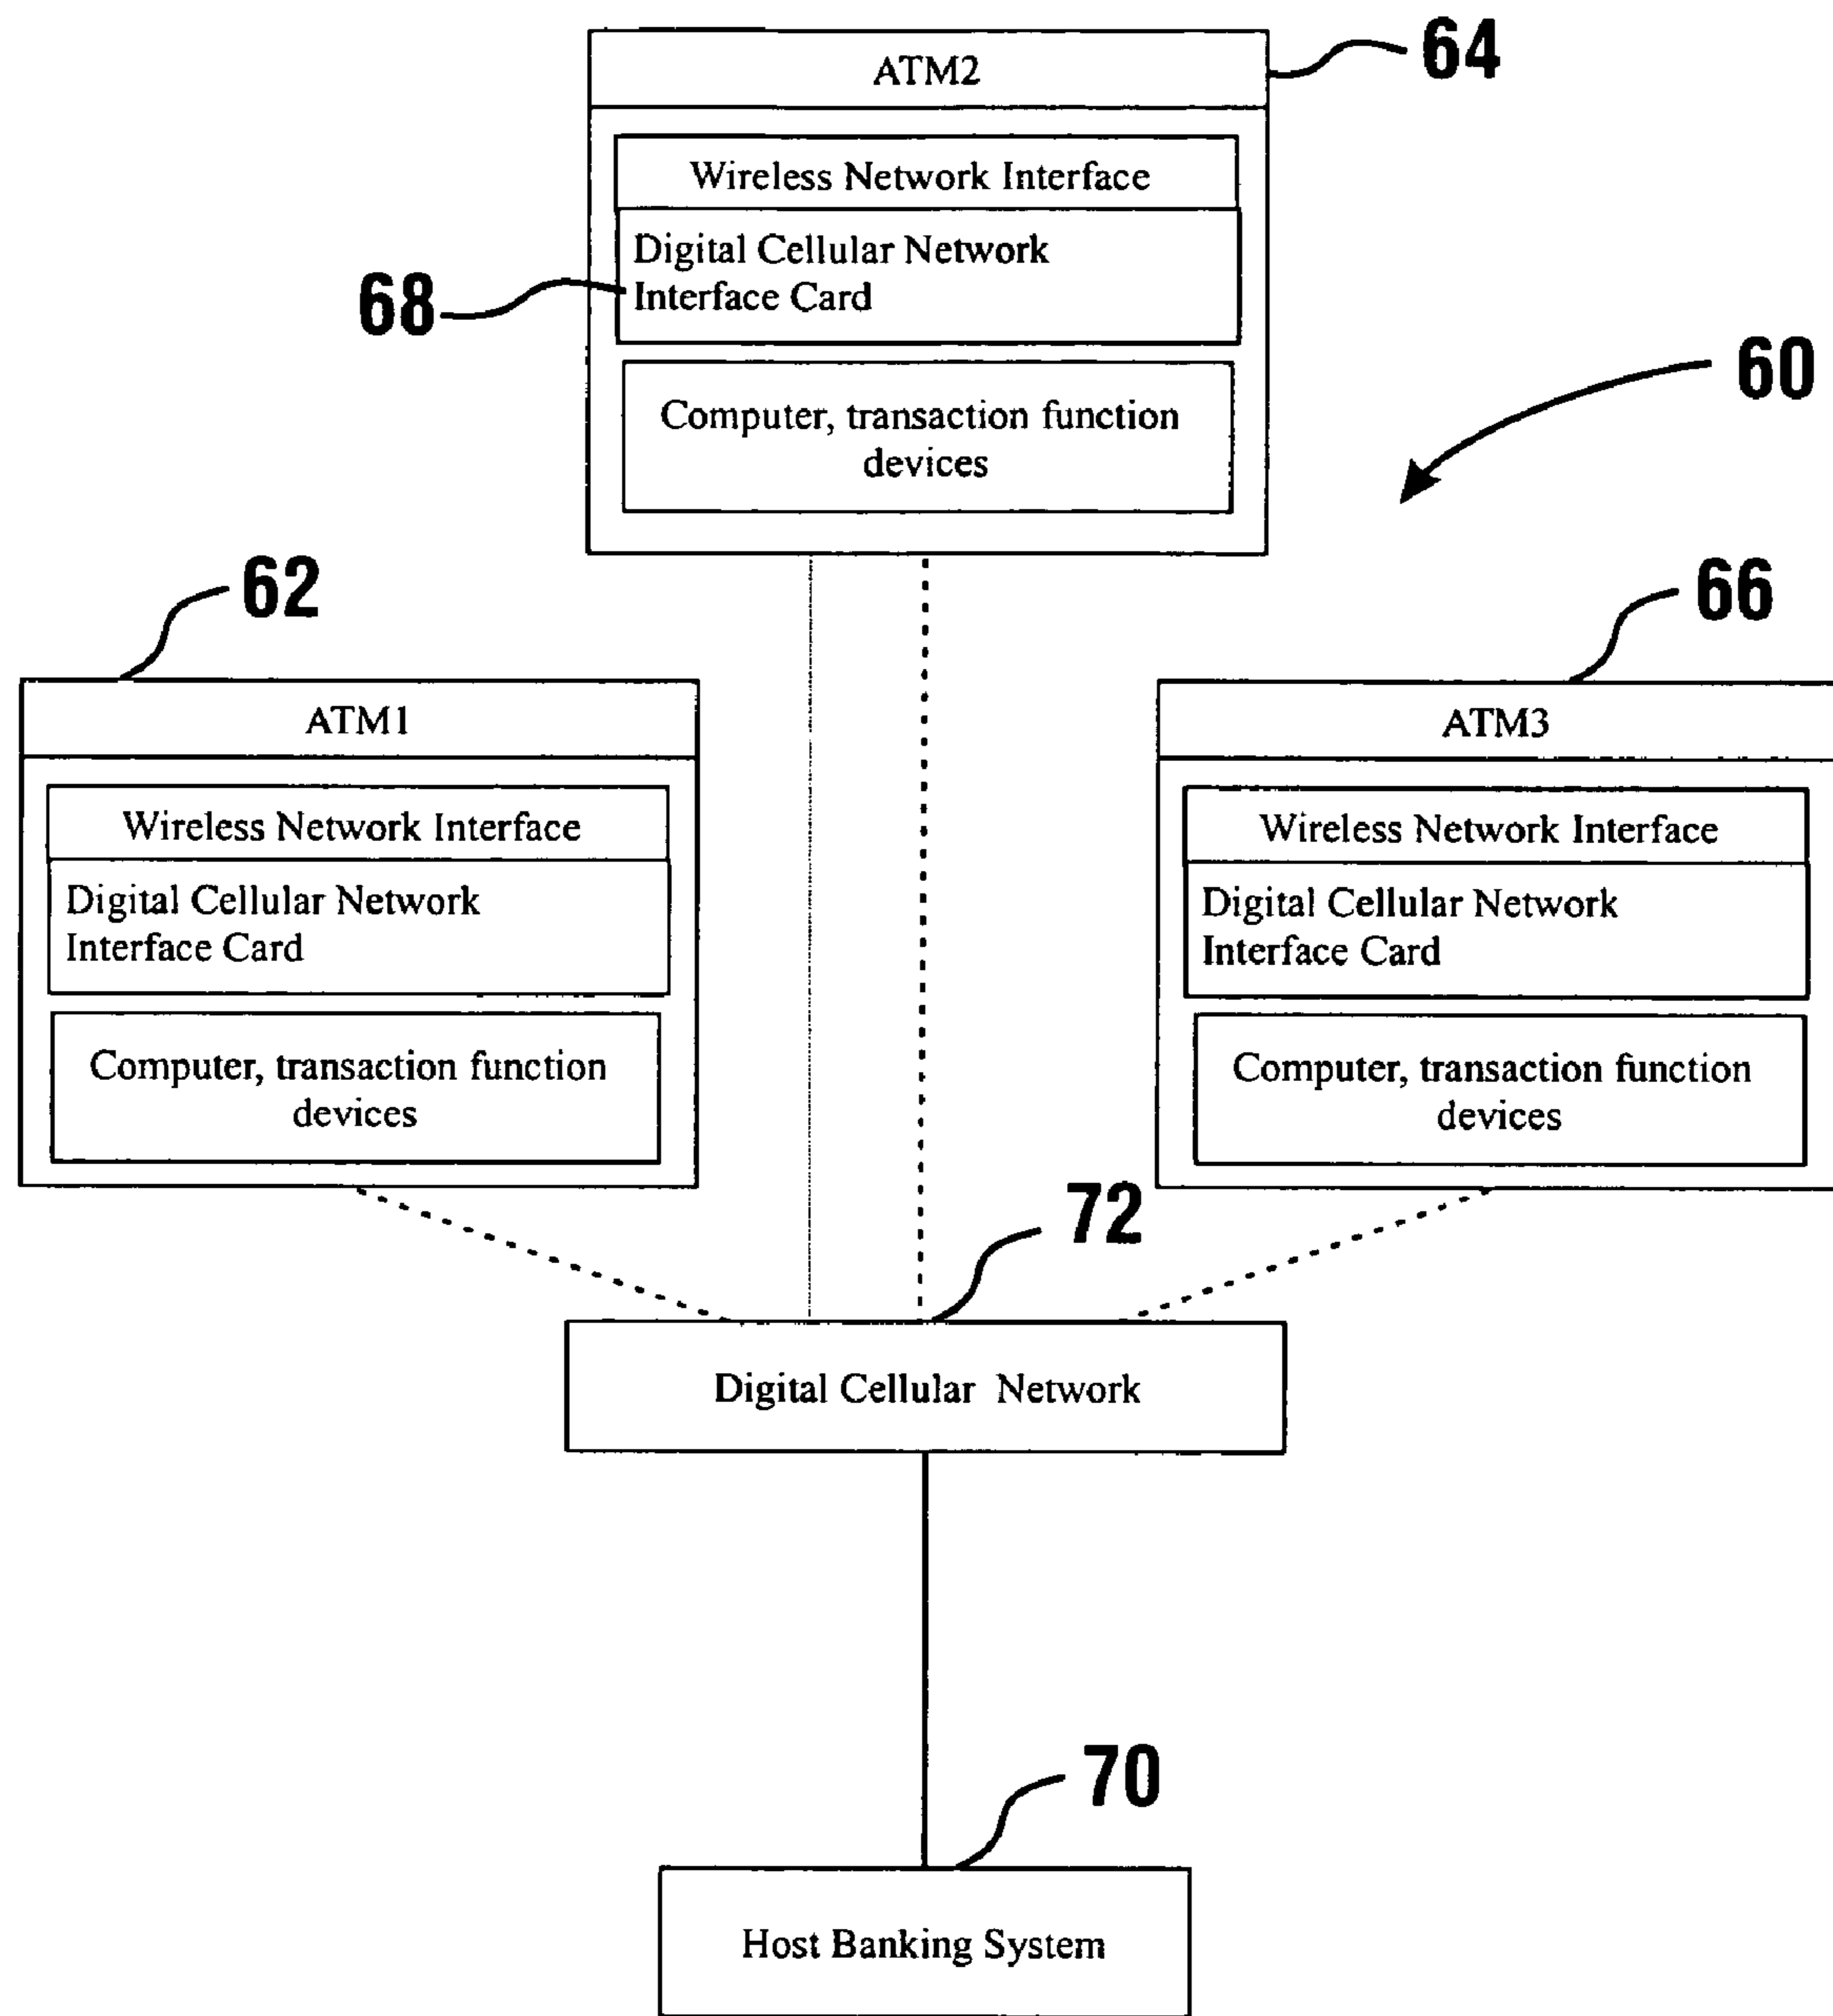 64
ATM2
Wireless Network Interface
Digital Cellular Network
68
Interface Card
60
Computer, transaction function
devices
62
66
ATM1
ATM3
Wireless Network Interface
Digital Cellular Network
Interface Card
Computer, transaction function
devices
Wireless Network Interface
Digital Cellular Network
Interface Card
Computer, transaction function
devices
72
Digital Cellular Network
70
Host Banking System